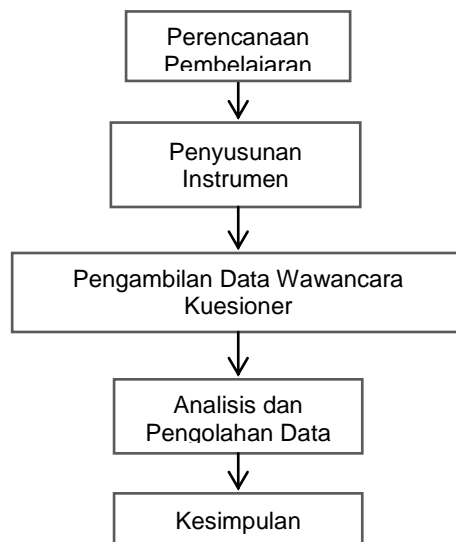 Perencanaan
Pembelajaran
Penyusunan
Instrumen
Pengambilan Data Wawancara
Kuesioner
Analisis dan
Pengolahan Data
Kesimpulan